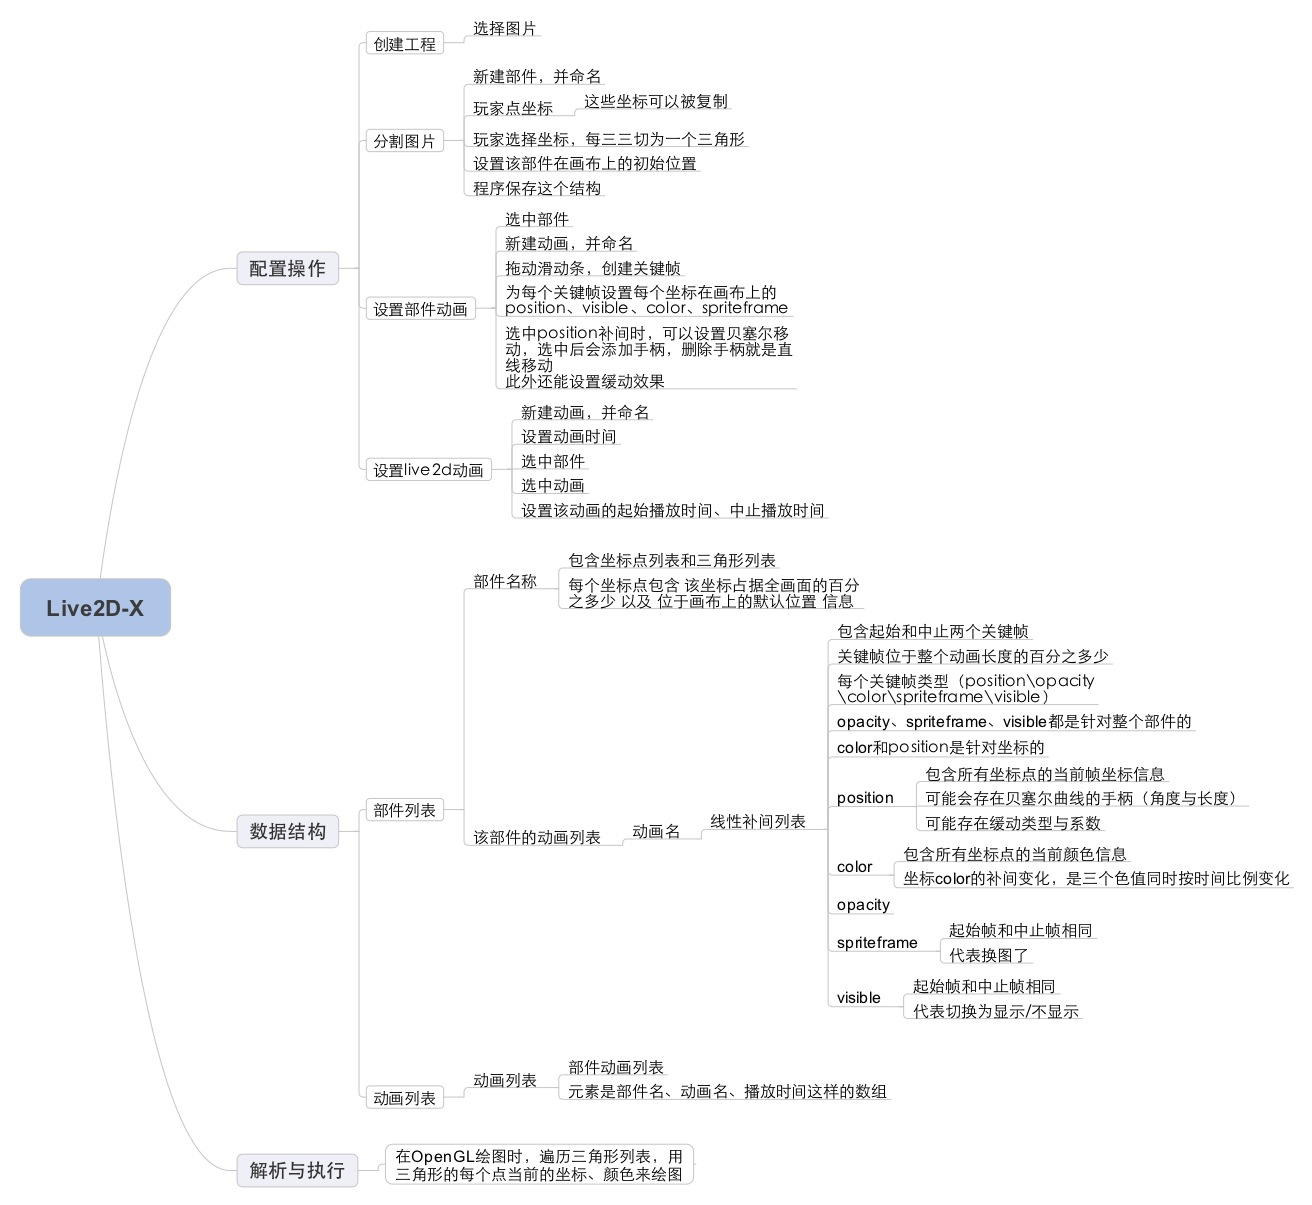 Live2D-X
配置操作
创建工程
选择图片
分割图片
新建部件，并命名
玩家点坐标
这些坐标可以被复制
玩家选择坐标，每三三切为一个三角形
设置该部件在画布上的初始位置
程序保存这个结构
设置部件动画
选中部件
新建动画，并命名
拖动滑动条，创建关键帧
为每个关键帧设置每个坐标在画布上的
position、visible、color、spriteframe
选中position补间时，可以设置贝塞尔移
动，选中后会添加手柄，删除手柄就是直
线移动
此外还能设置缓动效果
设置live2d动画
新建动画，并命名
设置动画时间
选中部件
选中动画
设置该动画的起始播放时间、中止播放时间
数据结构
部件列表
部件名称
包含坐标点列表和三角形列表
每个坐标点包含 该坐标占据全画面的百分
之多少 以及 位于画布上的默认位置 信息
该部件的动画列表
动画名
线性补间列表
包含起始和中止两个关键帧
关键帧位于整个动画长度的百分之多少
每个关键帧类型（position\opacity
\color\spriteframe\visible）
opacity、spriteframe、visible都是针对整个部件的
color和position是针对坐标的
position
包含所有坐标点的当前帧坐标信息
可能会存在贝塞尔曲线的手柄（角度与长度）
可能存在缓动类型与系数
color
包含所有坐标点的当前颜色信息
坐标color的补间变化，是三个色值同时按时间比例变化
opacity
spriteframe
起始帧和中止帧相同
代表换图了
visible
起始帧和中止帧相同
代表切换为显示/不显示
动画列表
动画列表
部件动画列表
元素是部件名、动画名、播放时间这样的数组
解析与执行
在OpenGL绘图时，遍历三角形列表，用
三角形的每个点当前的坐标、颜色来绘图